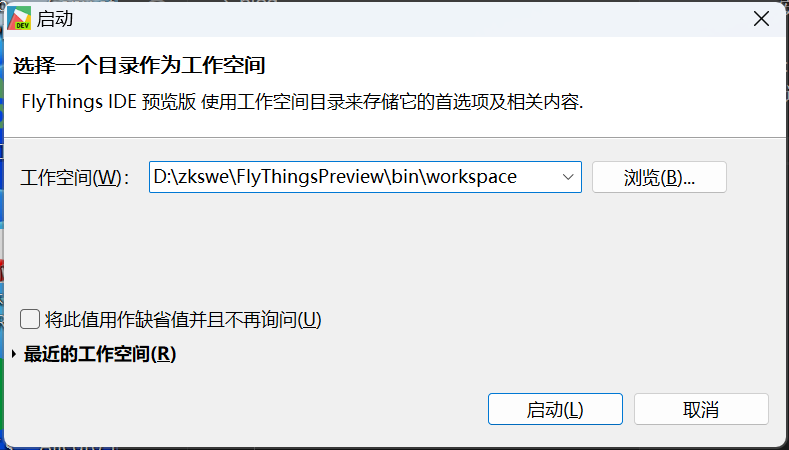 DEV
启动
选择一个目录作为工作空间
FlyThings IDE 预览版 使用工作空间目录来存储它的首选项及相关内容.
工作空间(W)： D:\zkswe\FlyThingsPreview\bin\workspace 浏览(B)...
将此值用作缺省值并且不再询问(U)
最近的工作空间(R)
启动(L) 取消